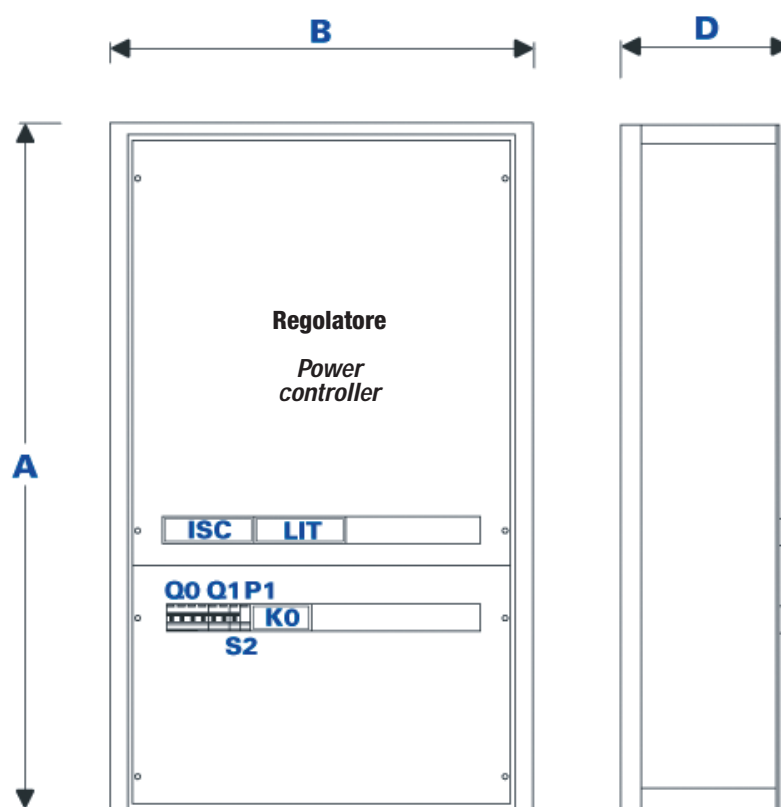 B
D
Regolatore
Power
controller
A
ISC LIT
Q0 Q1 P1
K0
S2